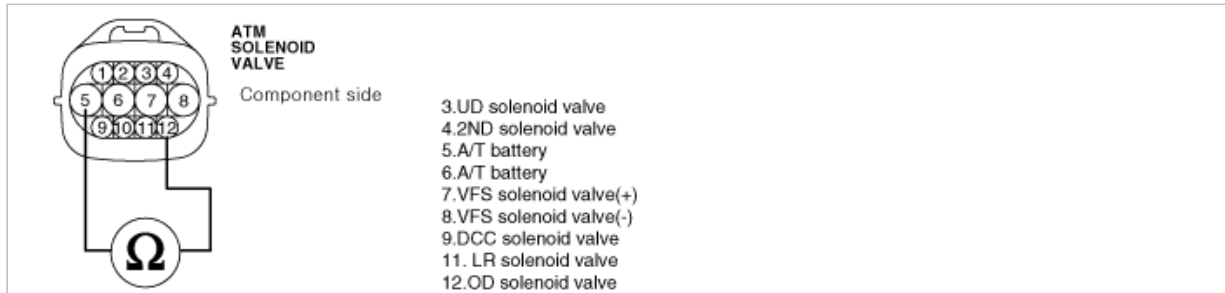 ATM
SOLENOID
VALVE
Component side
1 2 3 4
5 6 7 8
9 10 11 12
Ω
3.UD solenoid valve
4.2ND solenoid valve
5.A/T battery
6.A/T battery
7.VFS solenoid valve(+)
8.VFS solenoid valve(-)
9.DCC solenoid valve
11. LR solenoid valve
12.OD solenoid valve